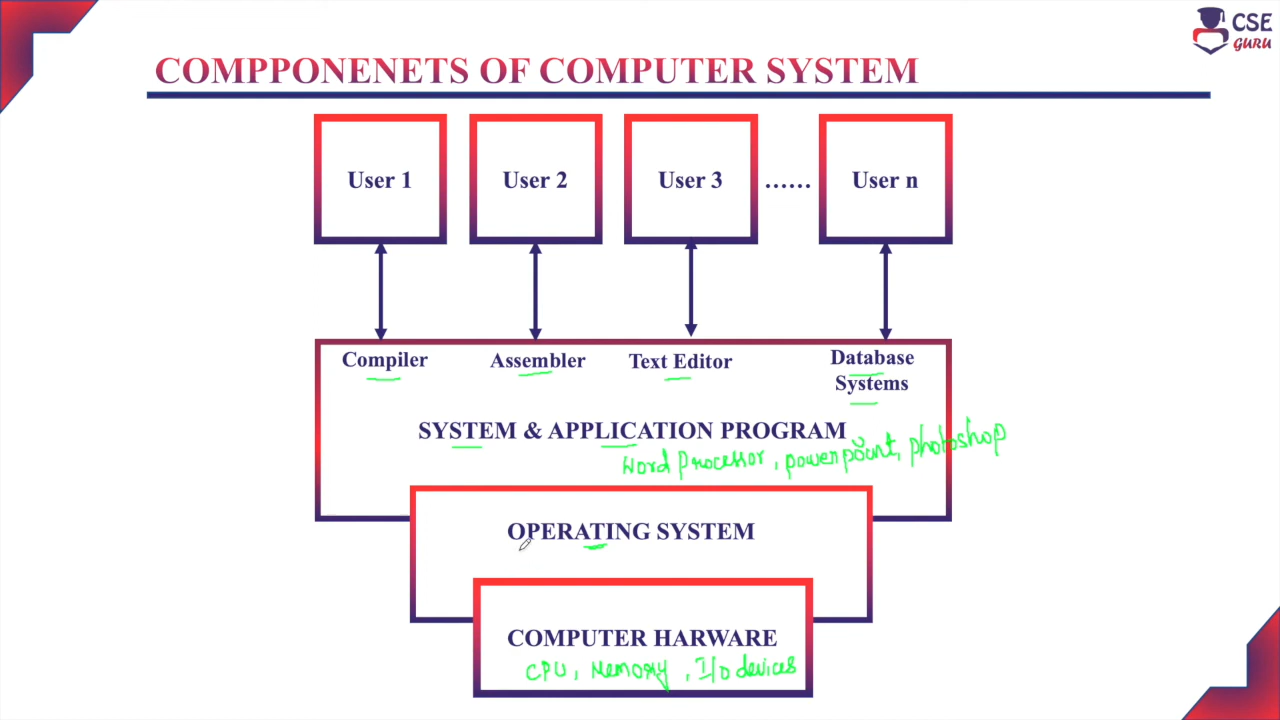 CSE
GURU
COMPPONENETS OF COMPUTER SYSTEM
User 1 User 2 User 3 ...... User n
Compiler Assembler Text Editor Database
Systems
SYSTEM & APPLICATION PROGRAM
Word Processor, powerpoint, photoshop
OPERATING SYSTEM
COMPUTER HARWARE
CPU, Memory, I/O devices